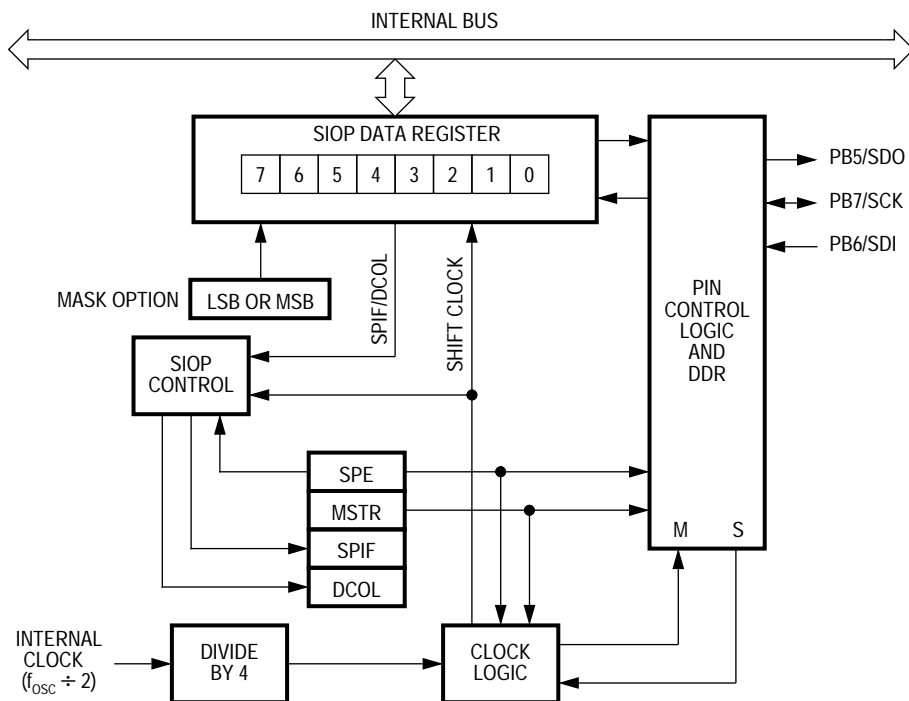 INTERNAL BUS
SIOP DATA REGISTER
7 6 5 4 3 2 1 0
PB5/SDO
PB7/SCK
PB6/SDI
MASK OPTION
LSB OR MSB
SPIF/DCOL
SHIFT CLOCK
PIN
CONTROL
LOGIC
AND
DDR
SIOP
CONTROL
SPE
MSTR
SPIF
DCOL
M S
INTERNAL
CLOCK
(fOSC ÷ 2)
DIVIDE
BY 4
CLOCK
LOGIC